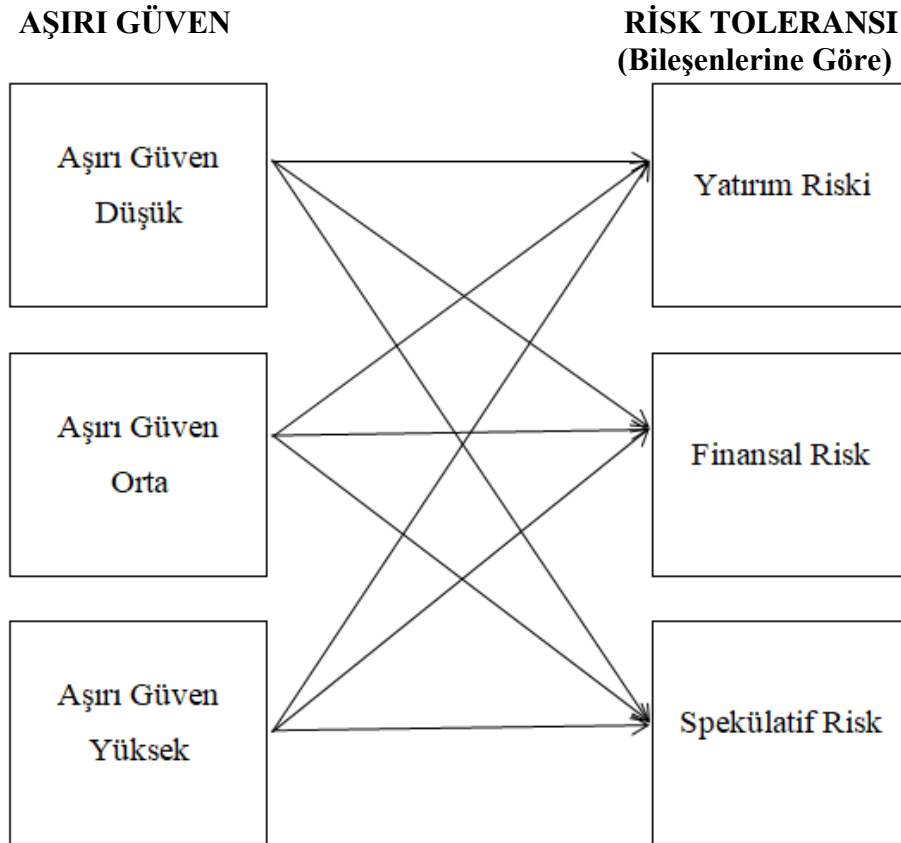 AŞIRI GÜVEN
RİSK TOLERANSI
(Bileşenlerine Göre)
Aşırı Güven
Düşük
Yatırım Riski
Aşırı Güven
Orta
Finansal Risk
Aşırı Güven
Yüksek
Spekülatif Risk